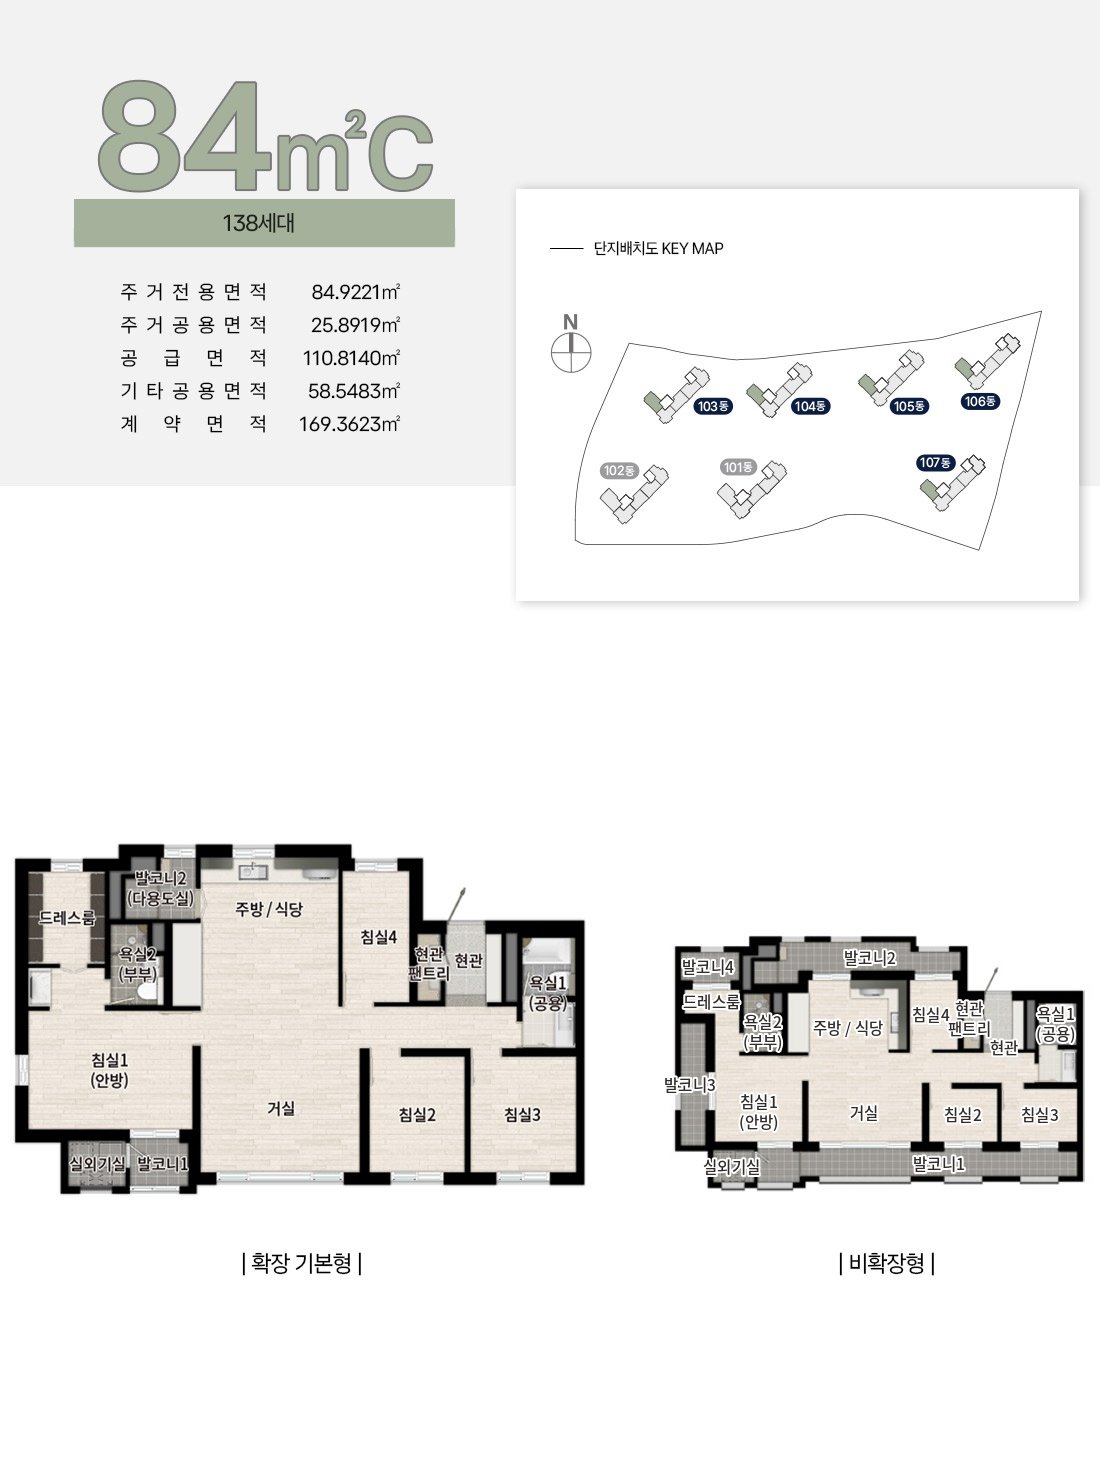 84㎡C
138세대
주거전용면적 84.9221㎡
주거공용면적 25.8919㎡
공급면적 110.8140㎡
기타공용면적 58.5483㎡
계약면적 169.3623㎡
단지배치도 KEY MAP
N
103동
104동
105동
106동
102동
101동
107동
발코니2
(다용도실)
드레스룸
주방 / 식당
침실4
현관
팬트리
현관
욕실2
(부부)
욕실1
(공용)
침실1
(안방)
거실
침실2
침실3
실외기실
발코니1
| 확장 기본형 |
발코니4
발코니2
드레스룸
욕실2
(부부)
주방 / 식당
침실4
현관
팬트리
현관
욕실1
(공용)
발코니3
침실1
(안방)
거실
침실2
침실3
실외기실
발코니1
| 비확장형 |